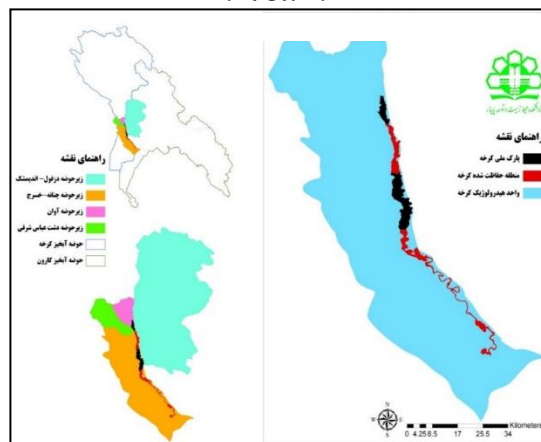 راهنمای نقشه
زیرحوضه دزفول-اندیمشک
زیرحوضه چنانه-خسرج
زیرحوضه آوان
زیرحوضه دشت عباس شرقی
حوضه آبخیز کرخه
حوضه آبخیز کارون
راهنمای نقشه
پارک ملی کرخه
منطقه حفاظت شده کرخه
واحد هیدرولوژیک کرخه
N
W E
S
Kilometers
0 4.25 8.5 17 25.5 34